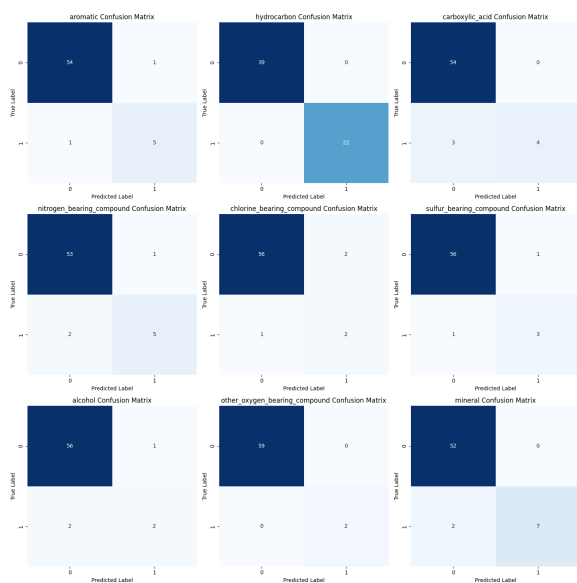 aromatic Confusion Matrix
True Label
0
54
1
1
1
5
0
1
Predicted Label
hydrocarbon Confusion Matrix
True Label
0
39
0
1
0
22
0
1
Predicted Label
carboxylic_acid Confusion Matrix
True Label
0
54
0
1
3
4
0
1
Predicted Label
nitrogen_bearing_compound Confusion Matrix
True Label
0
53
1
1
2
5
0
1
Predicted Label
chlorine_bearing_compound Confusion Matrix
True Label
0
56
2
1
1
2
0
1
Predicted Label
sulfur_bearing_compound Confusion Matrix
True Label
0
56
1
1
1
3
0
1
Predicted Label
alcohol Confusion Matrix
True Label
0
56
1
1
2
2
0
1
Predicted Label
other_oxygen_bearing_compound Confusion Matrix
True Label
0
59
0
1
0
2
0
1
Predicted Label
mineral Confusion Matrix
True Label
0
52
0
1
2
7
0
1
Predicted Label